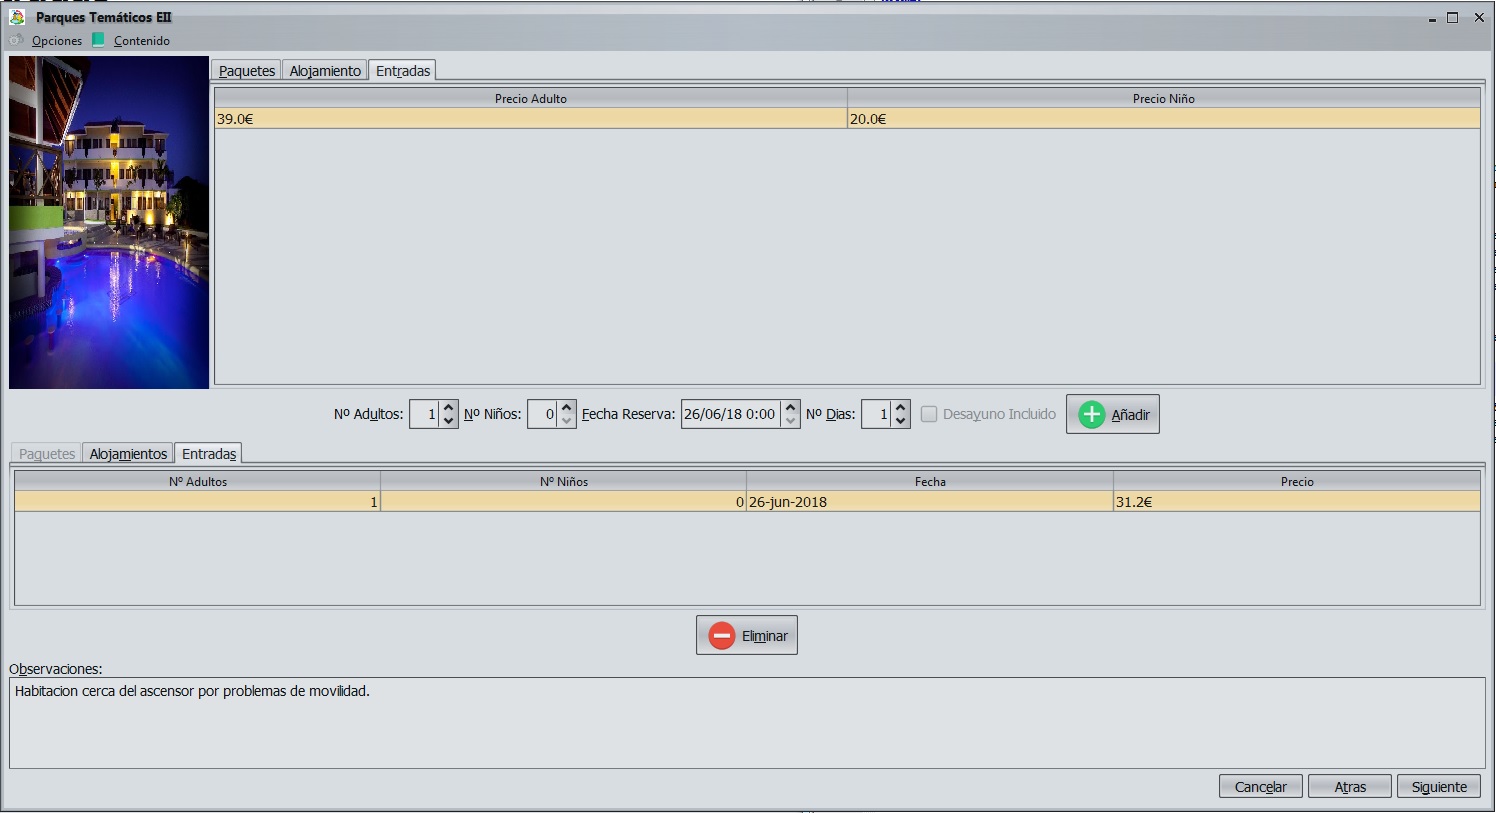 Parques Temáticos EII
Opciones Contenido
Paquetes Alojamiento Entradas
Precio Adulto Precio Niño
39.0€ 20.0€
Nº Adultos: 1 Nº Niños: 0 Fecha Reserva: 26/06/18 0:00 Nº Dias: 1 Desayuno Incluido Añadir
Paquetes Alojamientos Entradas
Nº Adultos Nº Niños Fecha Precio
1 0 26-jun-2018 31.2€
Eliminar
Observaciones:
Habitacion cerca del ascensor por problemas de movilidad.
Cancelar Atras Siguiente